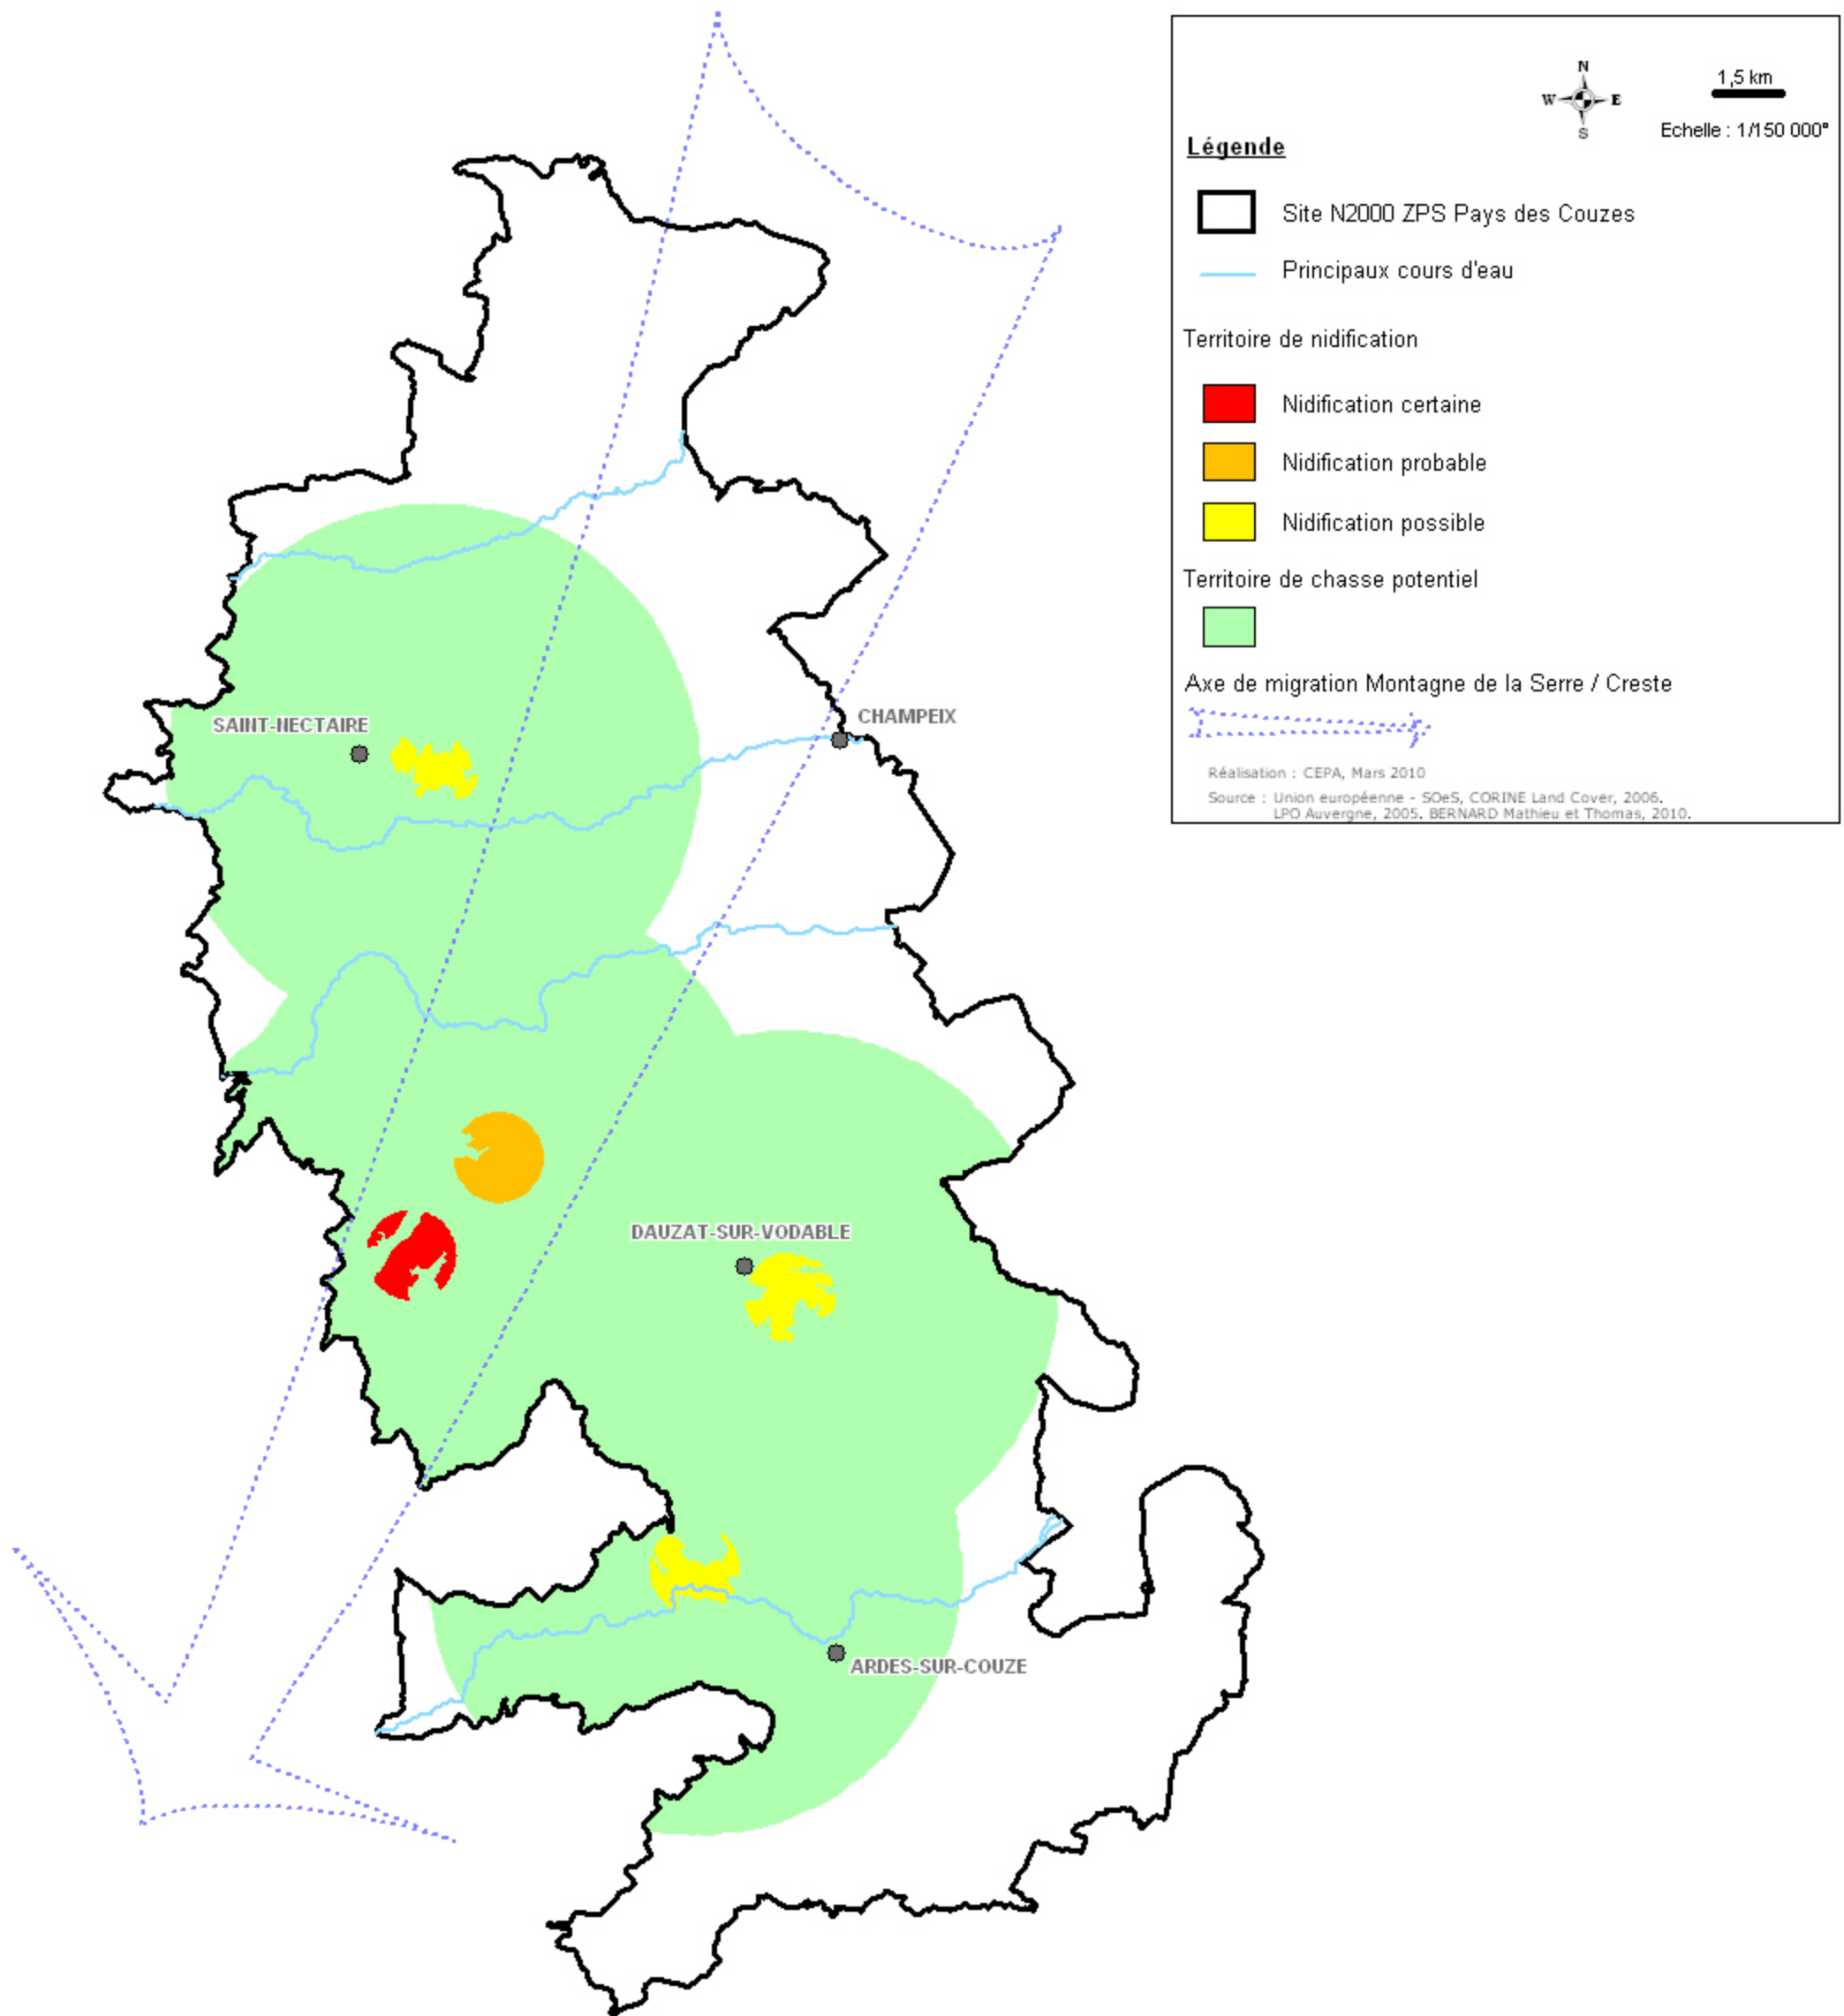 N
W E
S
1,5 km
Echelle : 1/150 000°
Légende
Site N2000 ZPS Pays des Couzes
Principaux cours d'eau
Territoire de nidification
Nidification certaine
Nidification probable
Nidification possible
Territoire de chasse potentiel
Axe de migration Montagne de la Serre / Creste
Réalisation : CEPA, Mars 2010
Source : Union européenne - SOeS, CORINE Land Cover, 2006.
LPO Auvergne, 2005. BERNARD Mathieu et Thomas, 2010.
SAINT-NECTAIRE
CHAMPEIX
DAUZAT-SUR-VODABLE
ARDES-SUR-COUZE